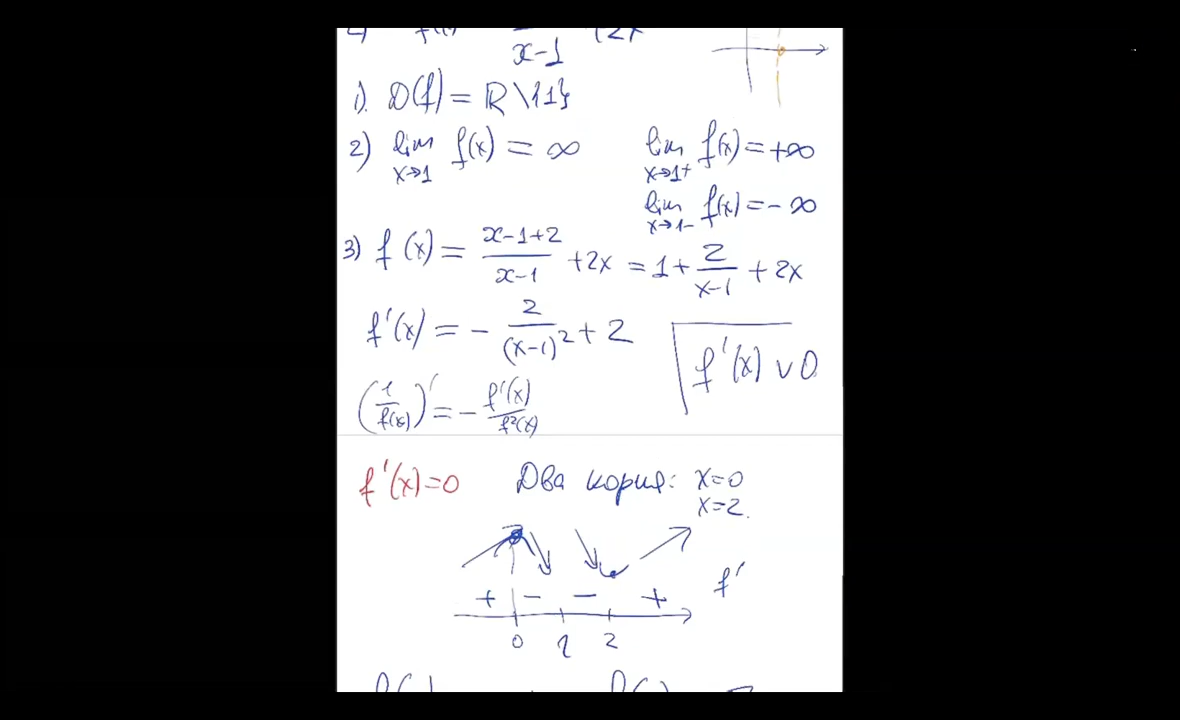 x-1
1). D(f) = R\{1}
2) lim f(x) = ∞ lim f(x) = +∞
x→1 x→1+
lim f(x) = -∞
x→1-
3) f(x) = (x-1+2)/(x-1) + 2x = 1 + 2/(x-1) + 2x
f'(x) = - 2/(x-1)² + 2
f'(x) ∨ 0
(1/f(x))' = - f'(x)/f²(x)
f'(x)=0 Два корня: x=0
x=2.
+ - - + f'
0 1 2